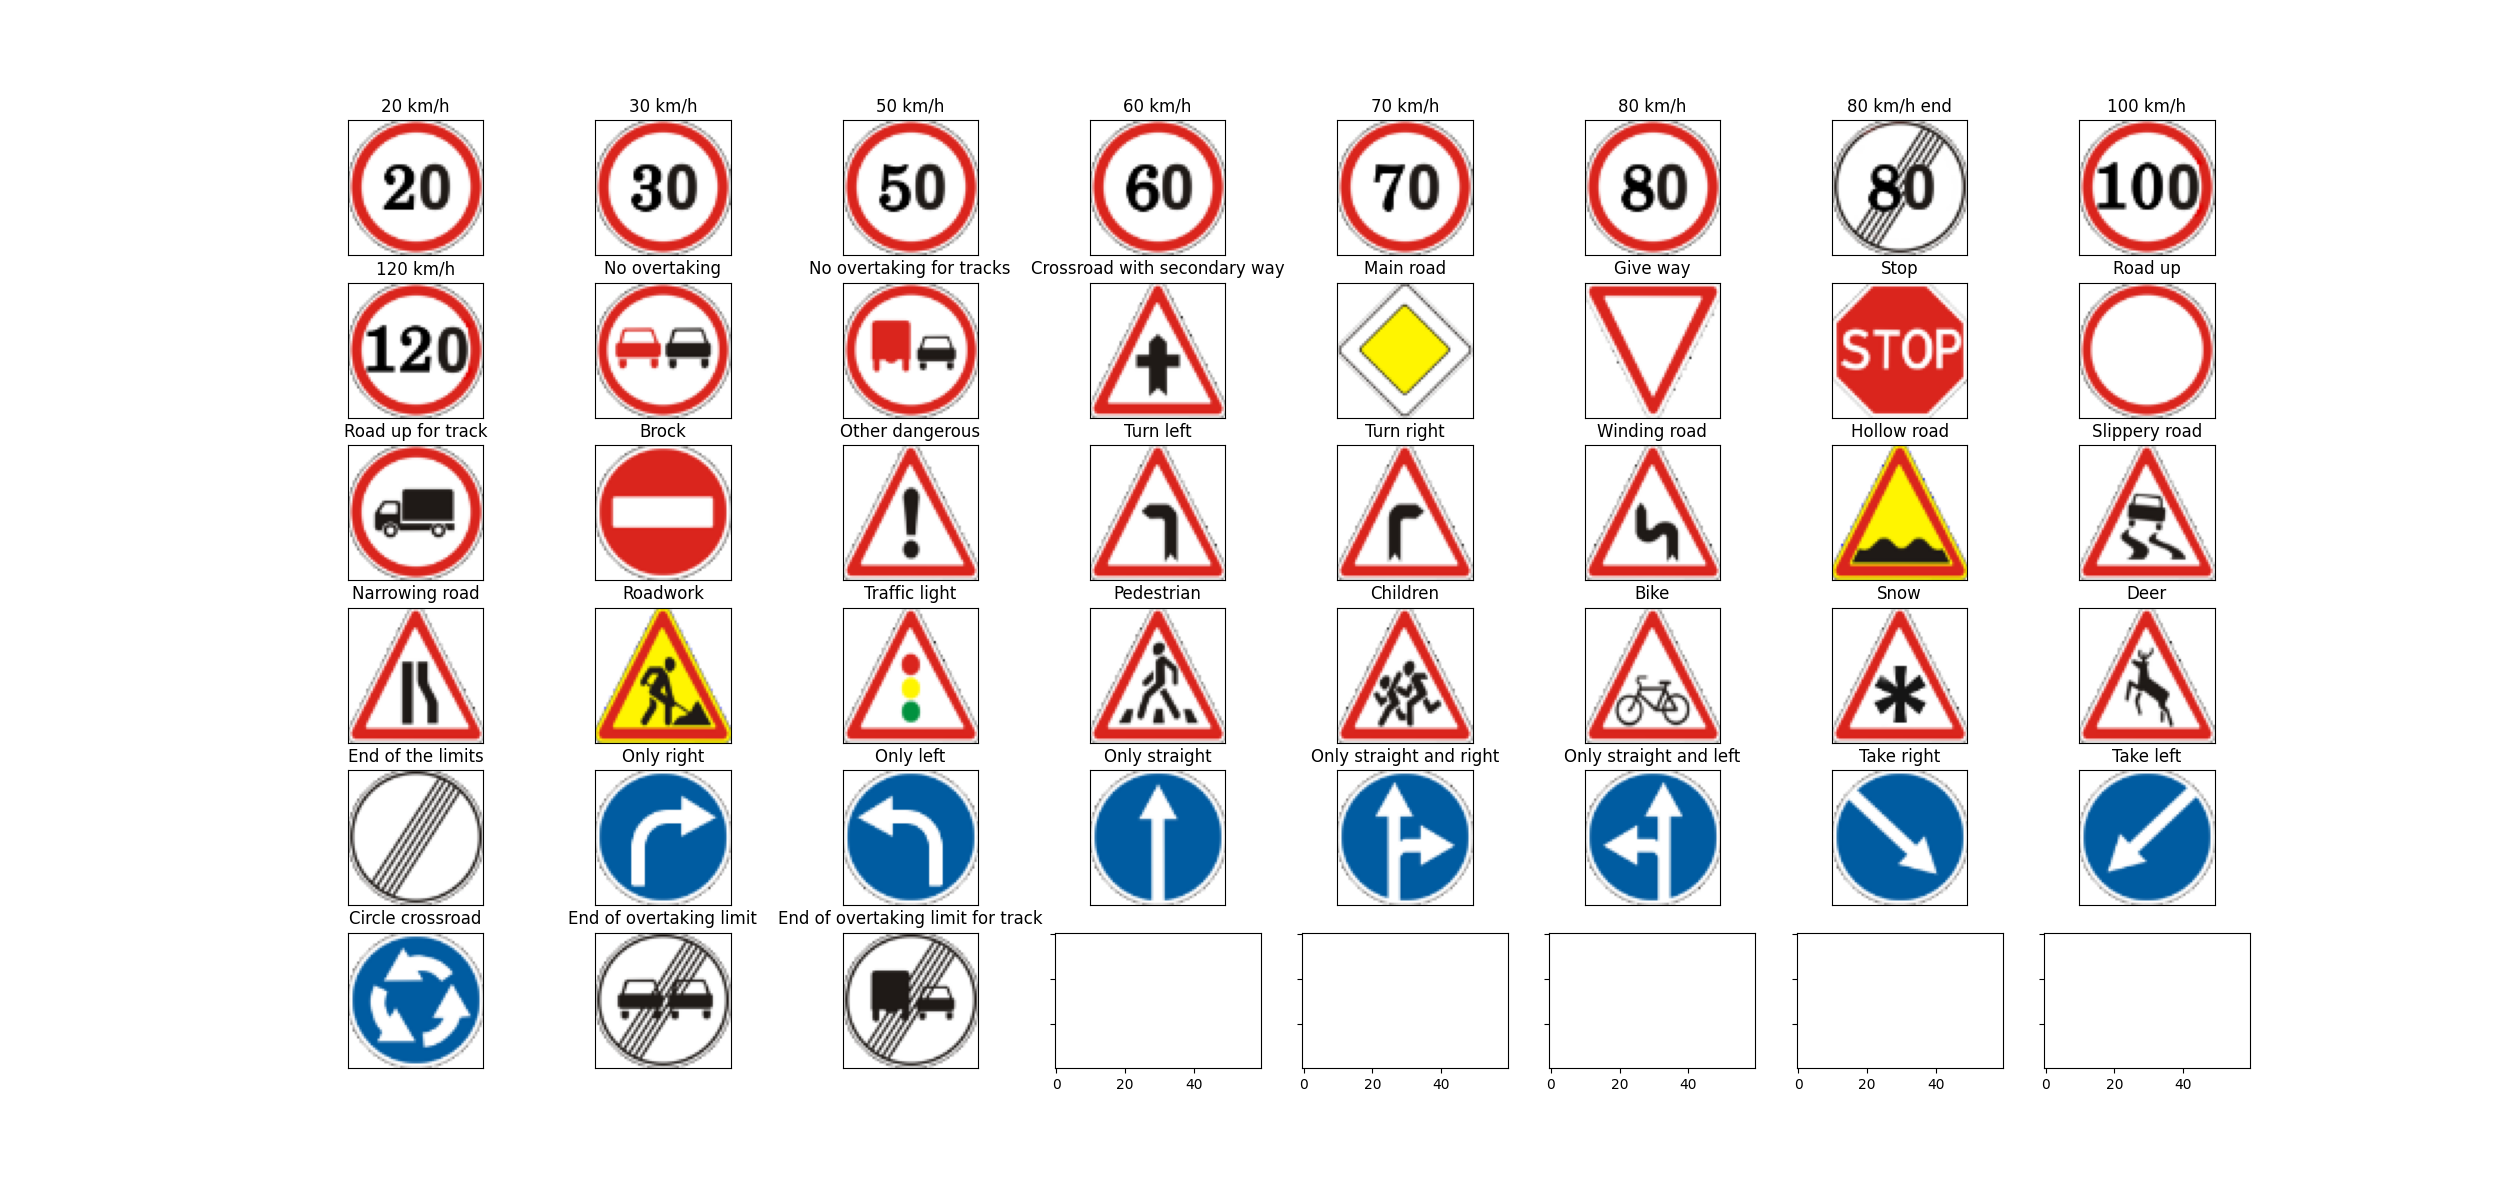 20 km/h 30 km/h 50 km/h 60 km/h 70 km/h 80 km/h 80 km/h end 100 km/h
20 30 50 60 70 80 80 100
120 km/h No overtaking No overtaking for tracks Crossroad with secondary way Main road Give way Stop Road up
120 STOP
Road up for track Brock Other dangerous Turn left Turn right Winding road Hollow road Slippery road
!
Narrowing road Roadwork Traffic light Pedestrian Children Bike Snow Deer
End of the limits Only right Only left Only straight Only straight and right Only straight and left Take right Take left
Circle crossroad End of overtaking limit End of overtaking limit for track
0 20 40 0 20 40 0 20 40 0 20 40 0 20 40